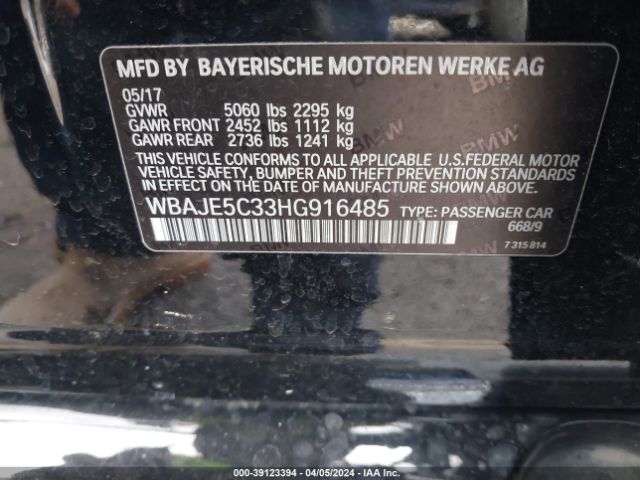 MFD BY BAYERISCHE MOTOREN WERKE AG
05/17
GVWR 5060 lbs 2295 kg
GAWR FRONT 2452 lbs 1112 kg
GAWR REAR 2736 lbs 1241 kg
THIS VEHICLE CONFORMS TO ALL APPLICABLE U.S.FEDERAL MOTOR
VEHICLE SAFETY, BUMPER AND THEFT PREVENTION STANDARDS
IN EFFECT ON THE DATE OF MANUFACTURE SHOWN ABOVE.
WBAJE5C33HG916485 TYPE: PASSENGER CAR
668/9
7 315 814
000-39123394 - 04/05/2024 - IAA Inc.